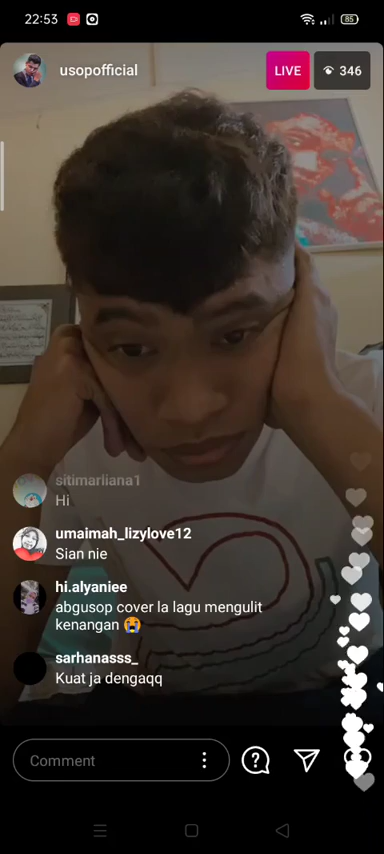 22:53
85
usopofficial
LIVE
346
sitimarliana1
Hi
umaimah_lizylove12
Sian nie
hi.alyaniee
abgusop cover la lagu mengulit
kenangan 😭
sarhanasss_
Kuat ja dengaqq
Comment